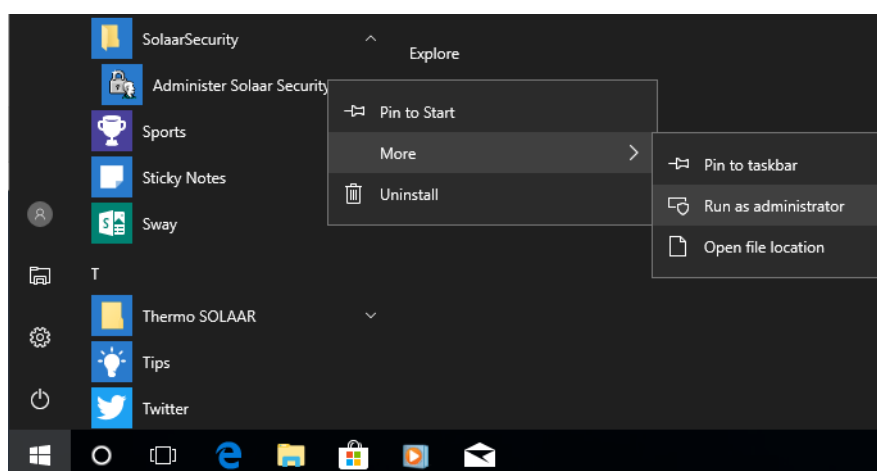 SolaarSecurity
Explore
Administer Solaar Security
Pin to Start
Sports
More
Pin to taskbar
Sticky Notes
Uninstall
Run as administrator
Sway
Open file location
T
Thermo SOLAAR
Tips
Twitter